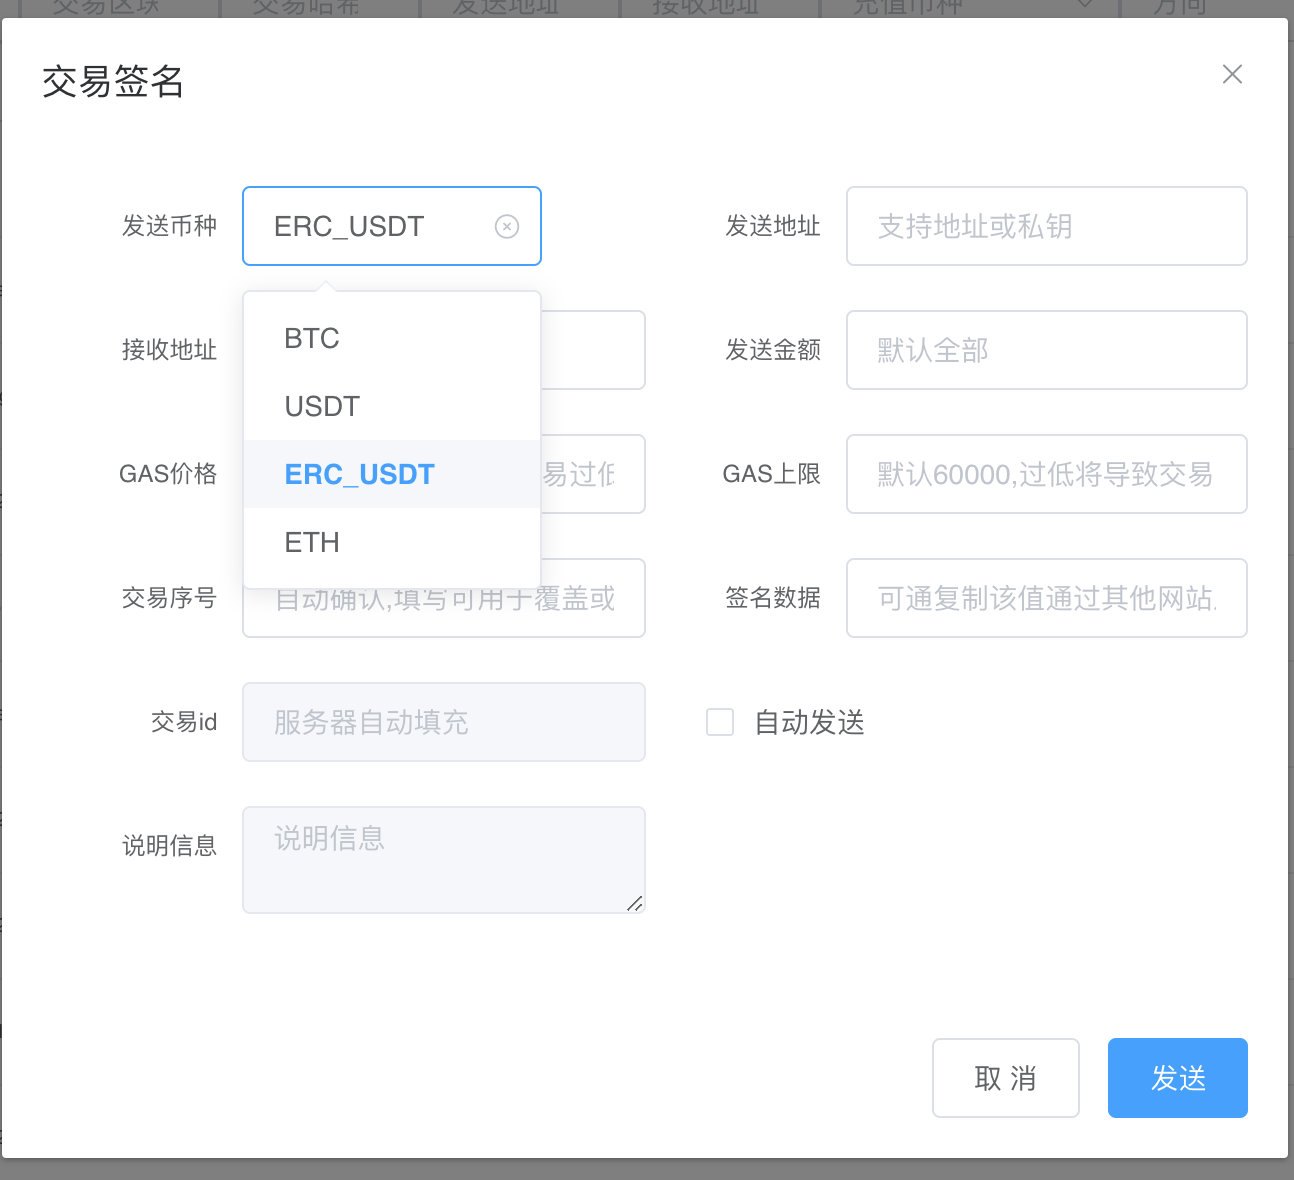 交易区块 交易哈希 发送地址 接收地址 充值币种 方向
交易签名
发送币种 ERC_USDT 发送地址 支持地址或私钥
BTC
接收地址 发送金额 默认全部
USDT
GAS价格 ERC_USDT 易过低 GAS上限 默认60000,过低将导致交易
ETH
交易序号 自动确认,填写可用于覆盖或 签名数据 可通复制该值通过其他网站
交易id 服务器自动填充 自动发送
说明信息 说明信息
取 消 发送